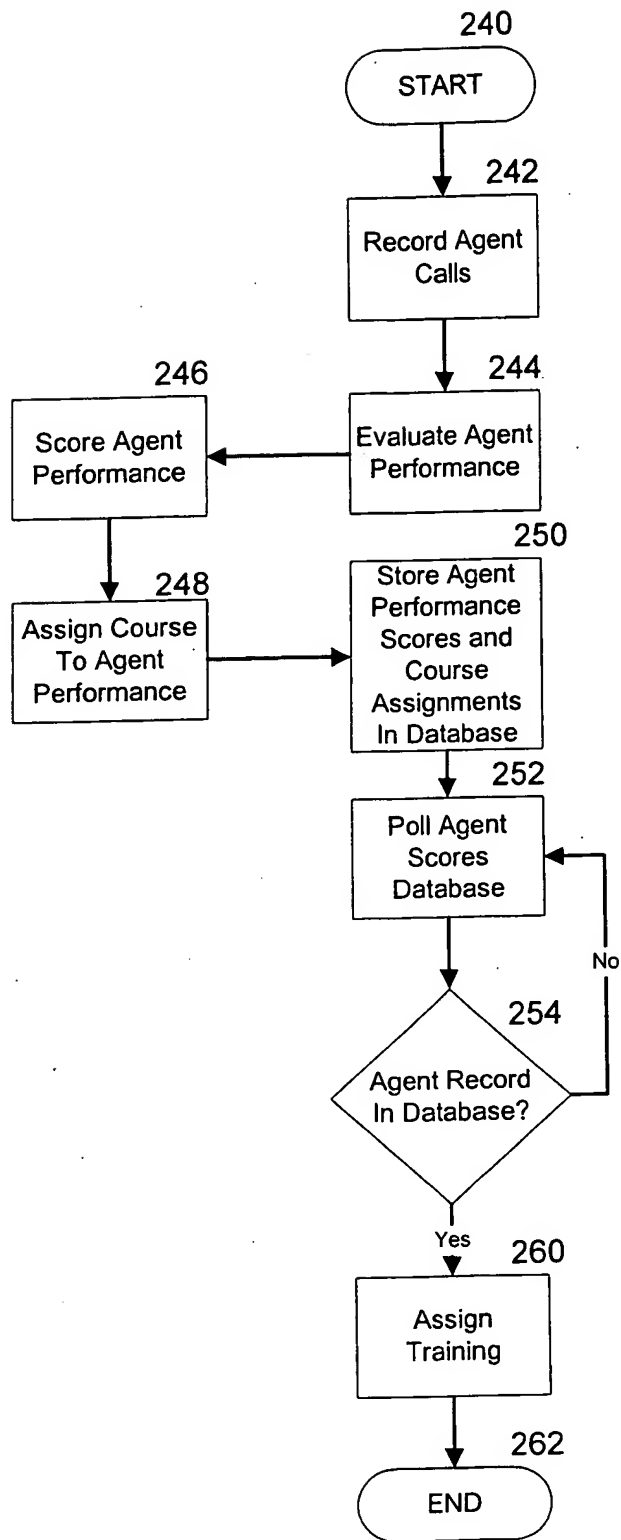 240
START
242
Record Agent
Calls
244
Evaluate Agent
Performance
246
Score Agent
Performance
248
Assign Course
To Agent
Performance
250
Store Agent
Performance
Scores and
Course
Assignments
In Database
252
Poll Agent
Scores
Database
No
254
Agent Record
In Database?
Yes
260
Assign
Training
262
END